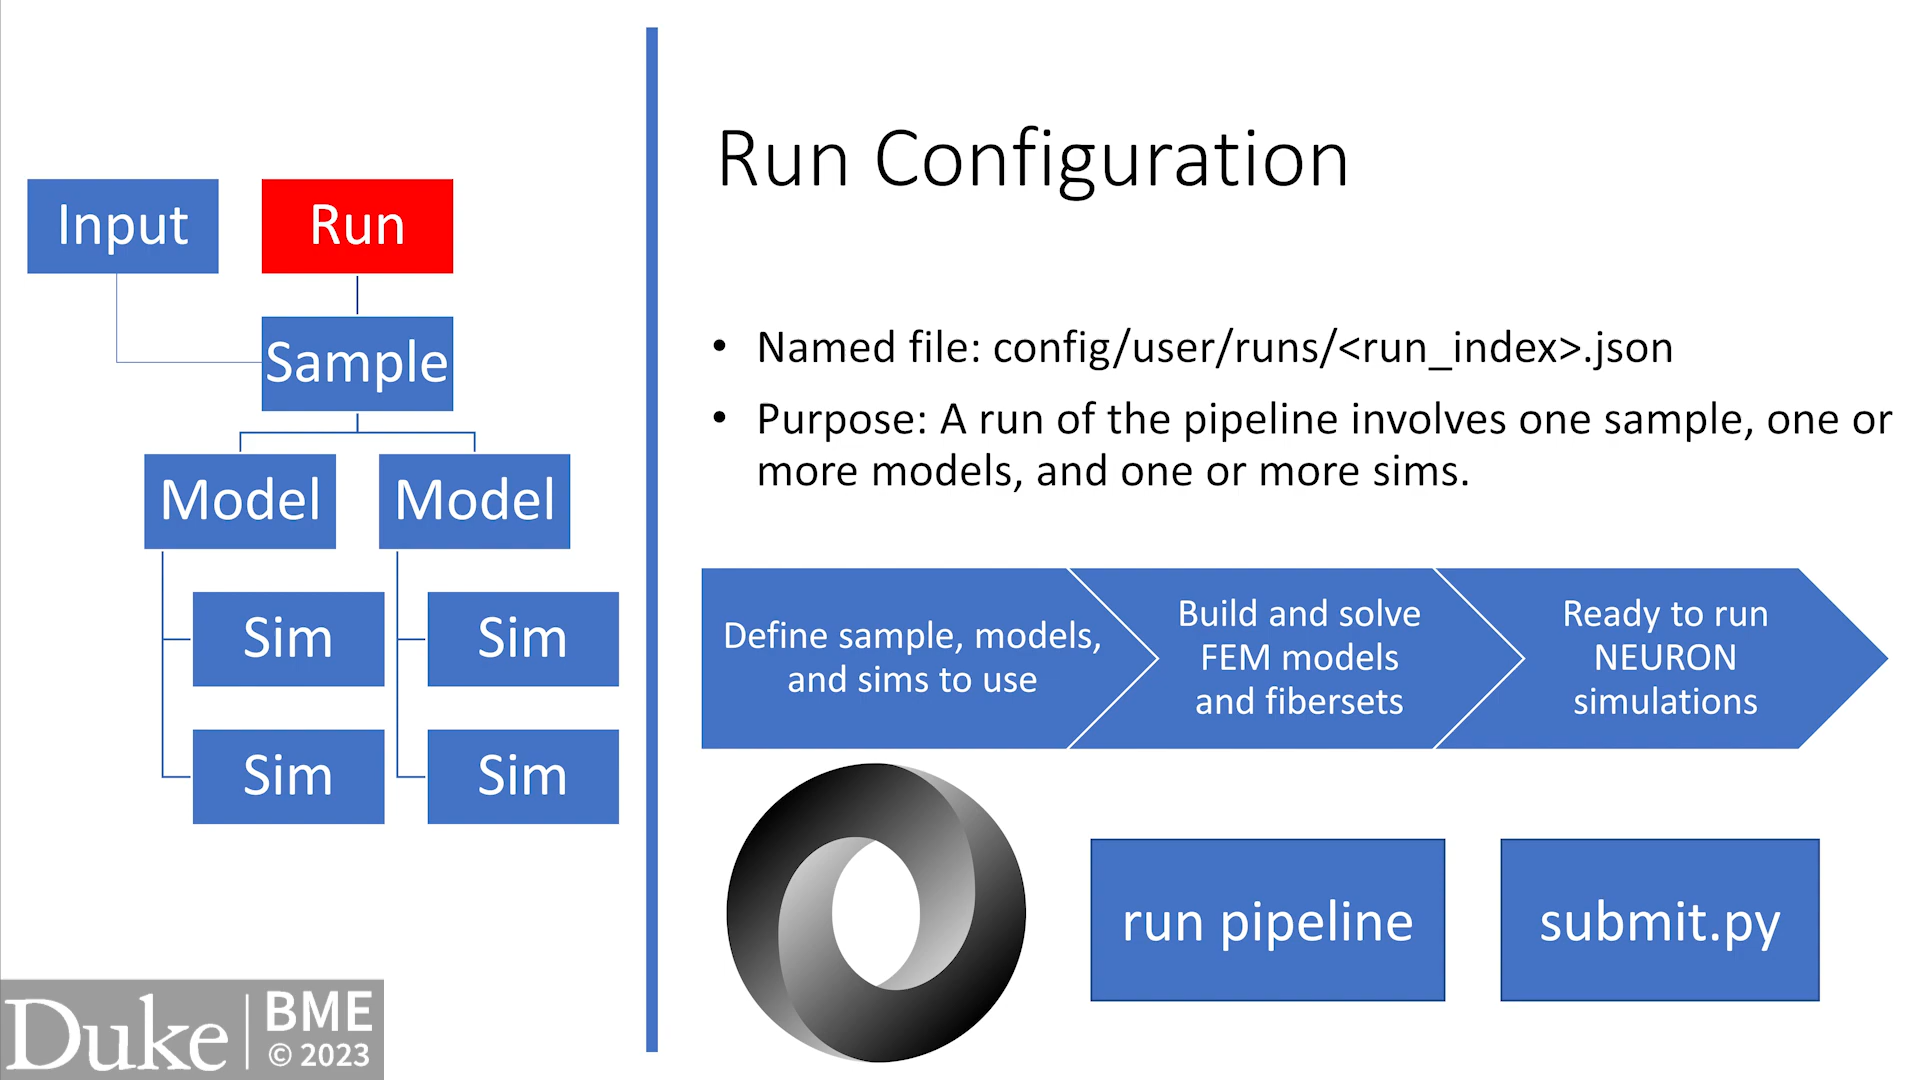 Run Configuration
Input
Run
Sample
Model
Model
Sim
Sim
Sim
Sim
• Named file: config/user/runs/<run_index>.json
• Purpose: A run of the pipeline involves one sample, one or
more models, and one or more sims.
Define sample, models,
and sims to use
Build and solve
FEM models
and fibersets
Ready to run
NEURON
simulations
run pipeline
submit.py
Duke
BME
© 2023